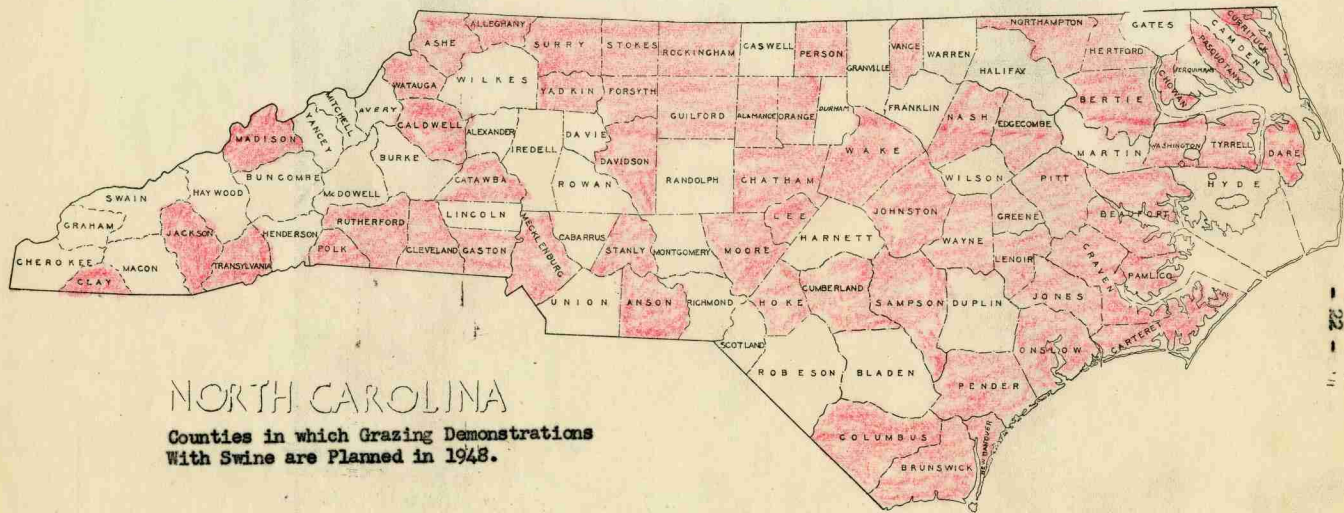 ALLEGHANY
ASHE
SURRY
STOKES
ROCKINGHAM
CASWELL
PERSON
GRANVILLE
VANCE
WARREN
NORTHAMPTON
GATES
HERTFORD
CURRITUCK
CAMDEN
PASQUOTANK
PERQUIMANS
CHOWAN
HALIFAX
WATAUGA
WILKES
YADKIN
FORSYTH
GUILFORD
ALAMANCE
ORANGE
DURHAM
FRANKLIN
NASH
EDGECOMBE
BERTIE
MITCHELL
AVERY
YANCEY
CALDWELL
ALEXANDER
IREDELL
DAVIE
DAVIDSON
MADISON
BUNCOMBE
BURKE
McDOWELL
CATAWBA
ROWAN
RANDOLPH
CHATHAM
WAKE
WILSON
PITT
MARTIN
WASHINGTON
TYRRELL
DARE
HYDE
BEAUFORT
SWAIN
HAYWOOD
GRAHAM
JACKSON
HENDERSON
RUTHERFORD
POLK
CLEVELAND
LINCOLN
GASTON
MECKLENBURG
CABARRUS
STANLY
MONTGOMERY
MOORE
LEE
HARNETT
JOHNSTON
WAYNE
GREENE
LENOIR
CRAVEN
PAMLICO
CHEROKEE
CLAY
MACON
TRANSYLVANIA
UNION
ANSON
RICHMOND
HOKE
CUMBERLAND
SAMPSON
DUPLIN
JONES
CARTERET
ONSLOW
SCOTLAND
ROBESON
BLADEN
PENDER
COLUMBUS
BRUNSWICK
NEW HANOVER
NORTH CAROLINA
Counties in which Grazing Demonstrations
With Swine are Planned in 1948.
- 22 -